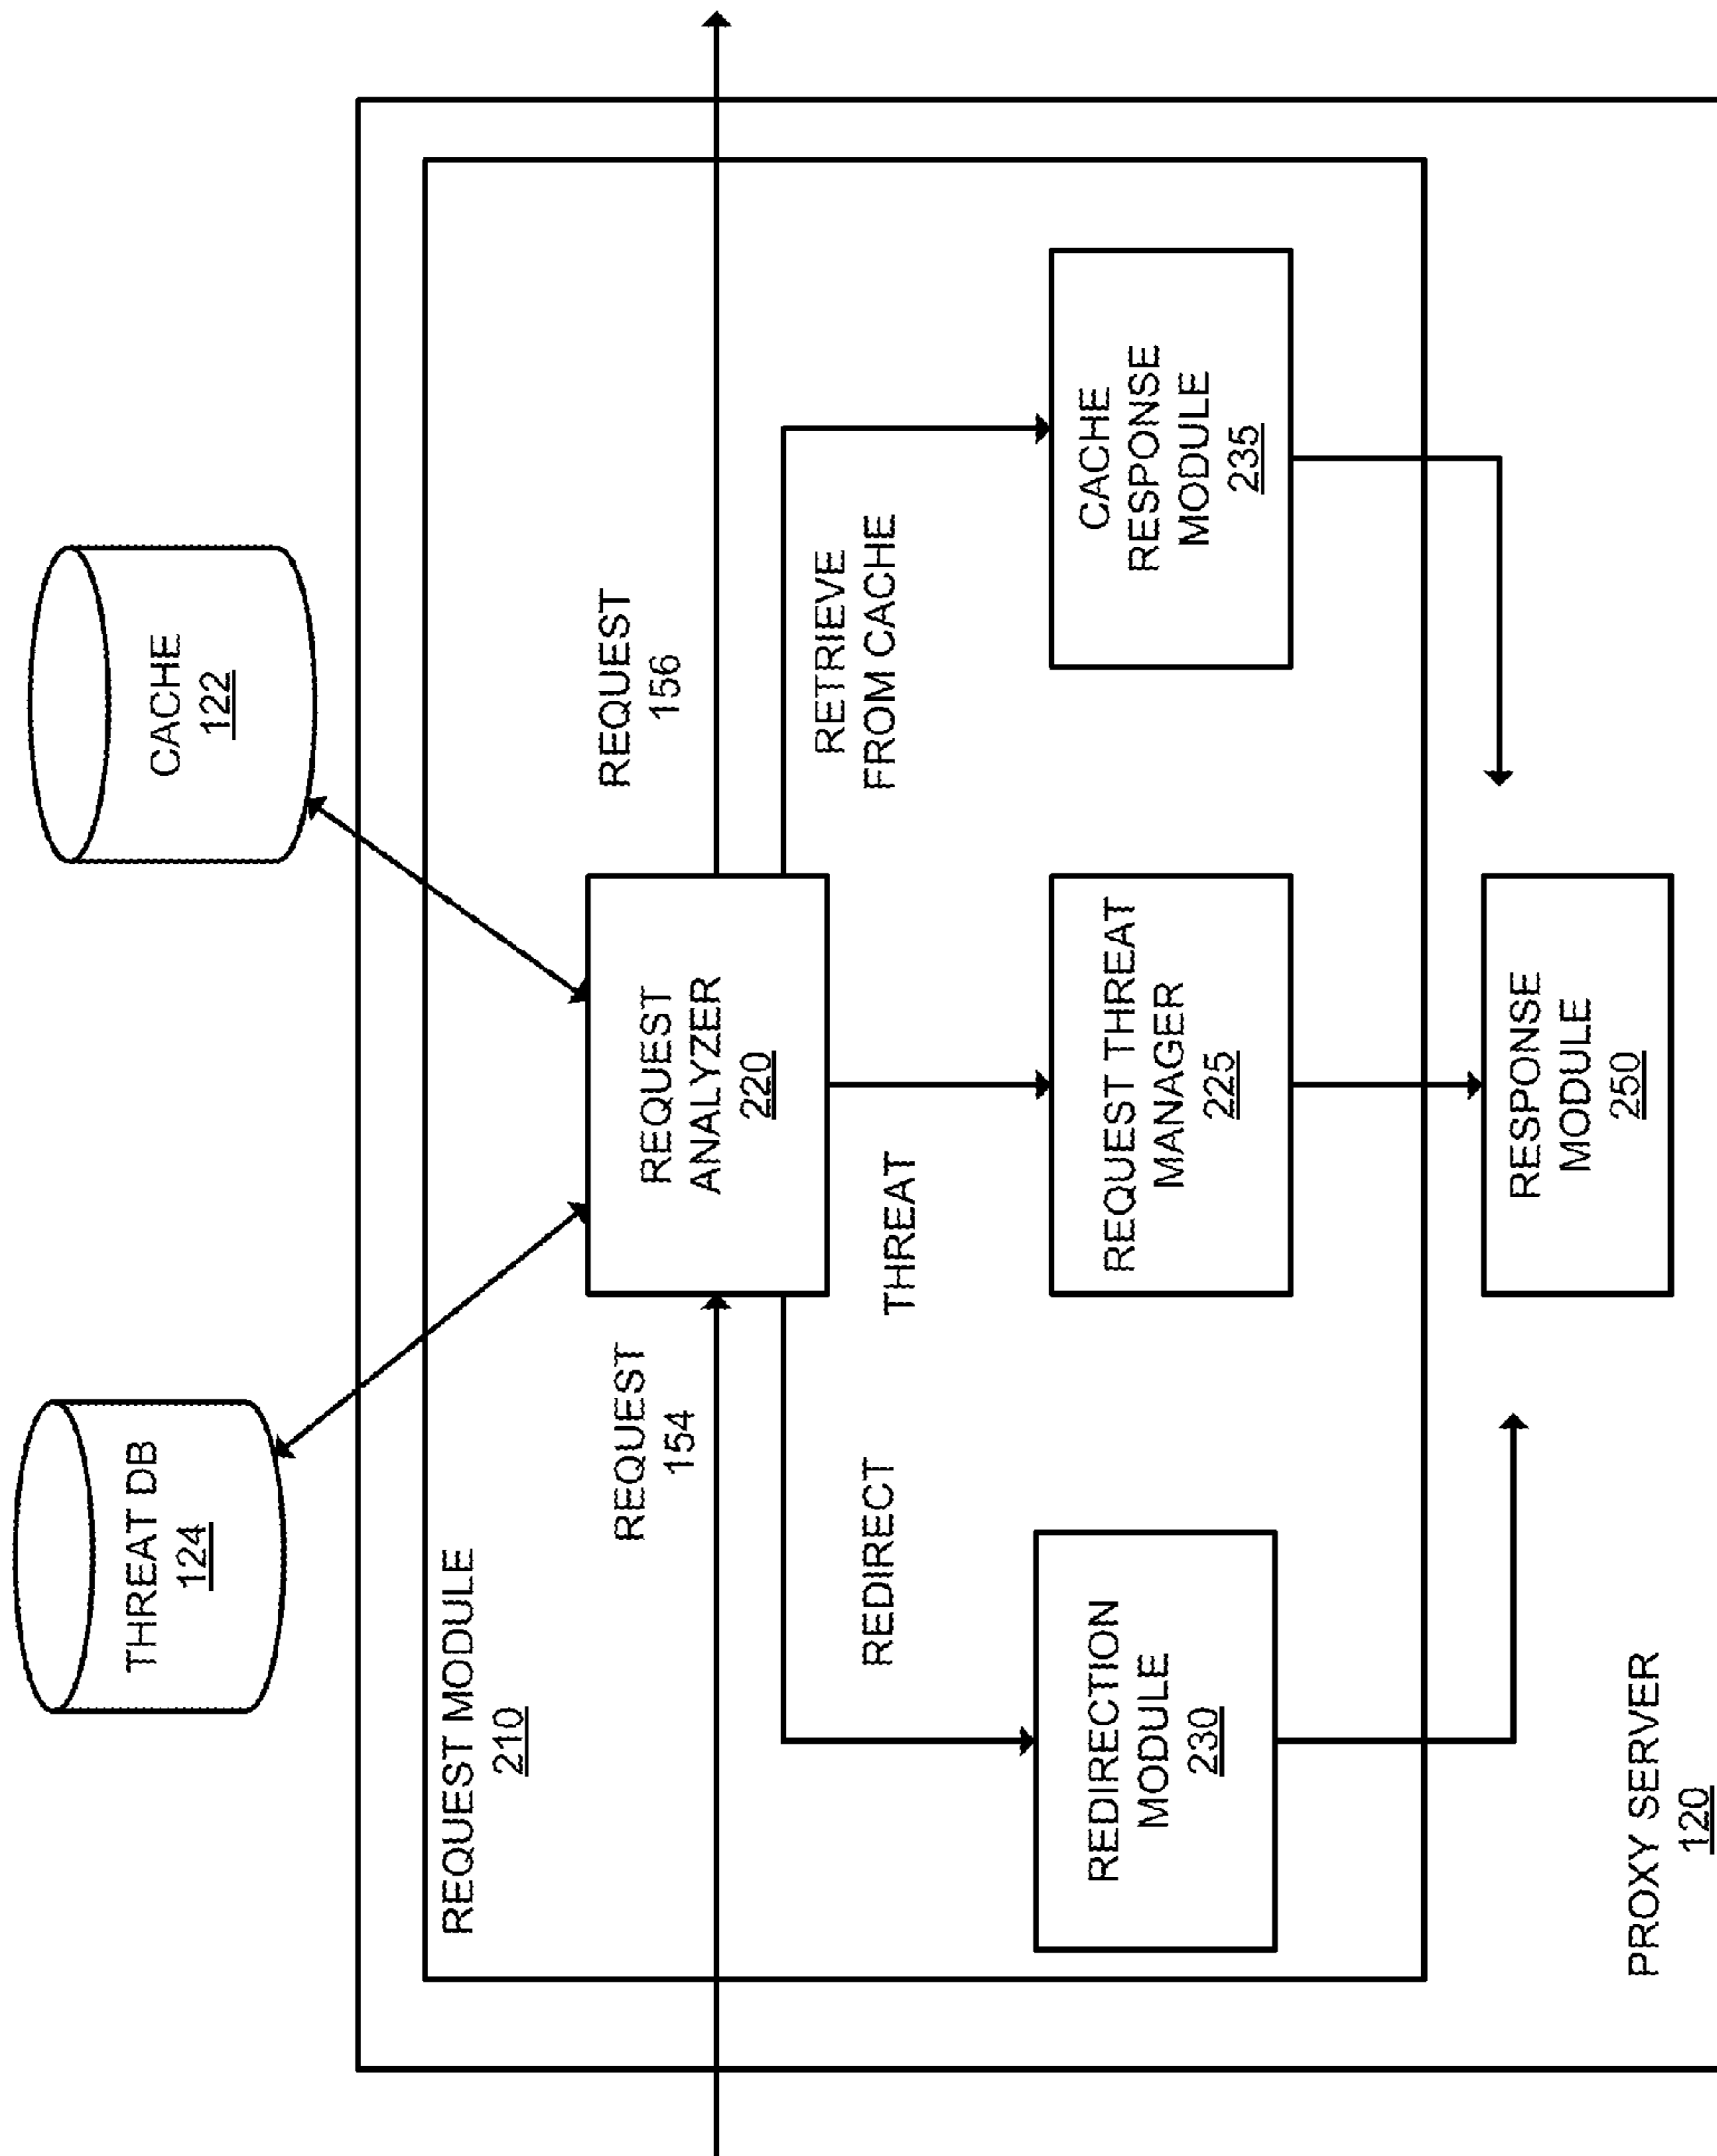 THREAT DB
124
CACHE
122
REQUEST MODULE
210
REQUEST
154
REQUEST
ANALYZER
220
REQUEST
156
REDIRECT
THREAT
RETRIEVE
FROM CACHE
REDIRECTION
MODULE
230
REQUEST THREAT
MANAGER
225
CACHE
RESPONSE
MODULE
235
RESPONSE
MODULE
250
PROXY SERVER
120